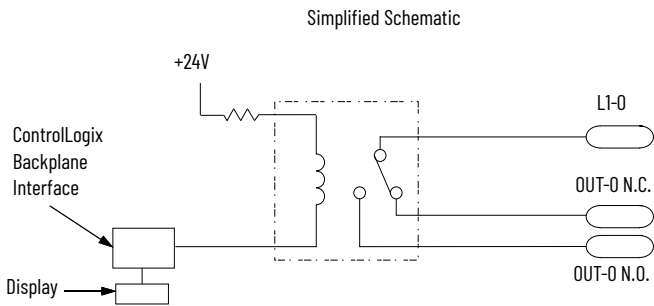 Simplified Schematic
+24V
L1-0
ControlLogix
Backplane
Interface
OUT-0 N.C.
Display
OUT-0 N.O.